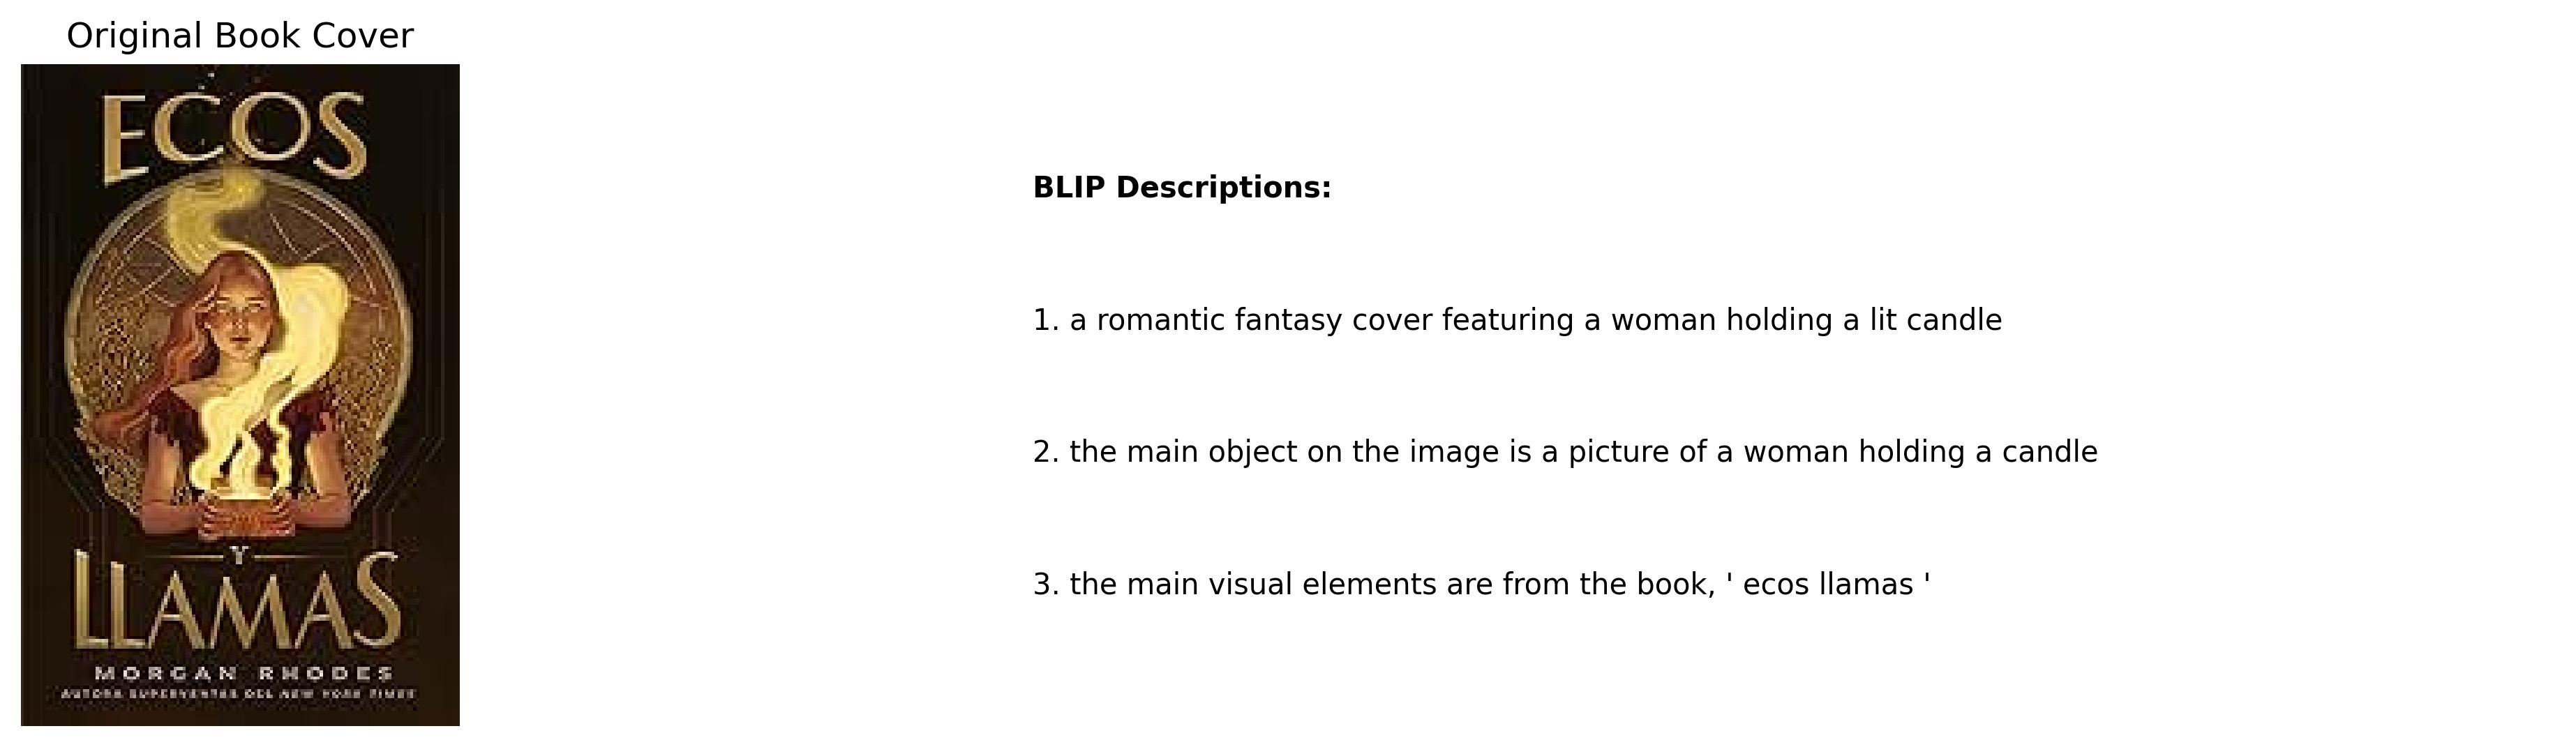 Original Book Cover
ECOS
Y
LLAMAS
MORGAN RHODES
AUTORA SUPERVENTAS DEL NEW YORK TIMES
BLIP Descriptions:
1. a romantic fantasy cover featuring a woman holding a lit candle
2. the main object on the image is a picture of a woman holding a candle
3. the main visual elements are from the book, ' ecos llamas '